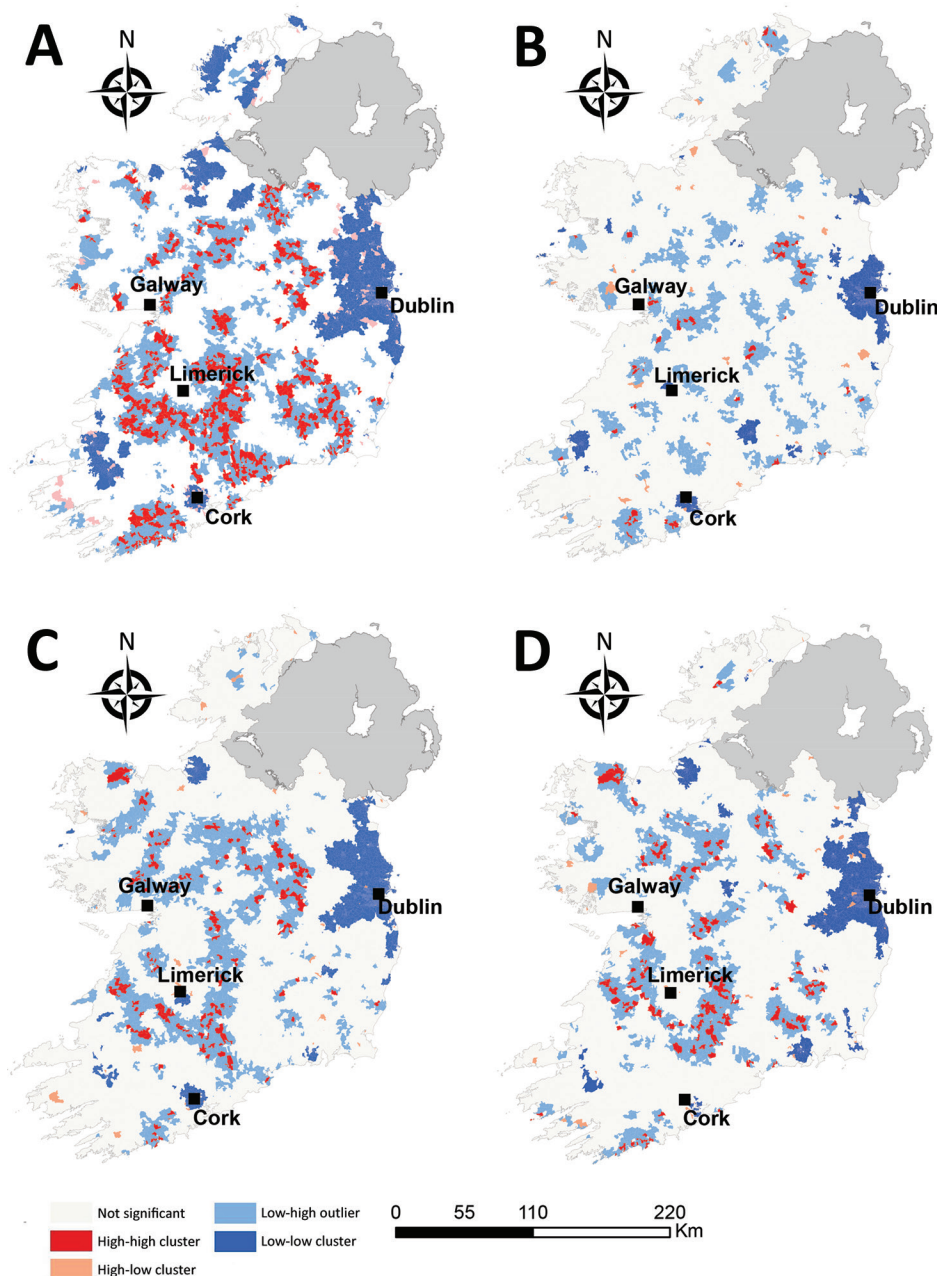 A
N
Galway
Dublin
Limerick
Cork
B
N
Galway
Dublin
Limerick
Cork
C
N
Galway
Dublin
Limerick
Cork
D
N
Galway
Dublin
Limerick
Cork
Not significant
High-high cluster
High-low cluster
Low-high outlier
Low-low cluster
0 55 110 220
Km